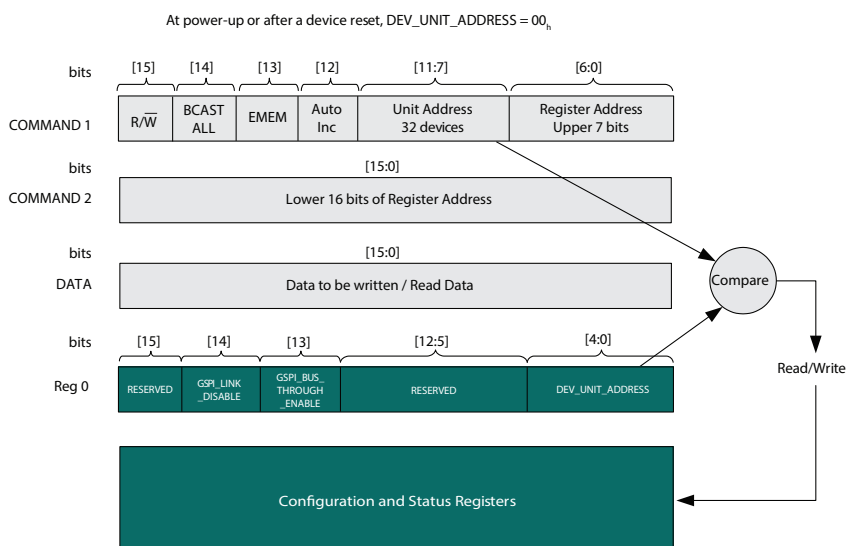 At power-up or after a device reset, DEV_UNIT_ADDRESS = 00h
bits [15] [14] [13] [12] [11:7] [6:0]
COMMAND 1
R/W̅
BCAST
ALL
EMEM
Auto
Inc
Unit Address
32 devices
Register Address
Upper 7 bits
bits [15:0]
COMMAND 2
Lower 16 bits of Register Address
bits [15:0]
DATA
Data to be written / Read Data
Compare
bits [15] [14] [13] [12:5] [4:0]
Reg 0
RESERVED
GSPI_LINK
_DISABLE
GSPI_BUS_
THROUGH
_ENABLE
RESERVED
DEV_UNIT_ADDRESS
Read/Write
Configuration and Status Registers